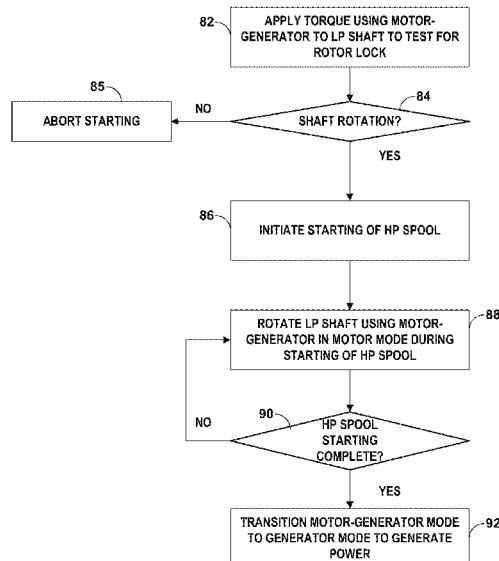 82
APPLY TORQUE USING MOTOR-
GENERATOR TO LP SHAFT TO TEST FOR
ROTOR LOCK
85
ABORT STARTING
NO
84
SHAFT ROTATION?
YES
86
INITIATE STARTING OF HP SPOOL
88
ROTATE LP SHAFT USING MOTOR-
GENERATOR IN MOTOR MODE DURING
STARTING OF HP SPOOL
NO
90
HP SPOOL
STARTING
COMPLETE?
YES
TRANSITION MOTOR-GENERATOR MODE
TO GENERATOR MODE TO GENERATE
POWER
92